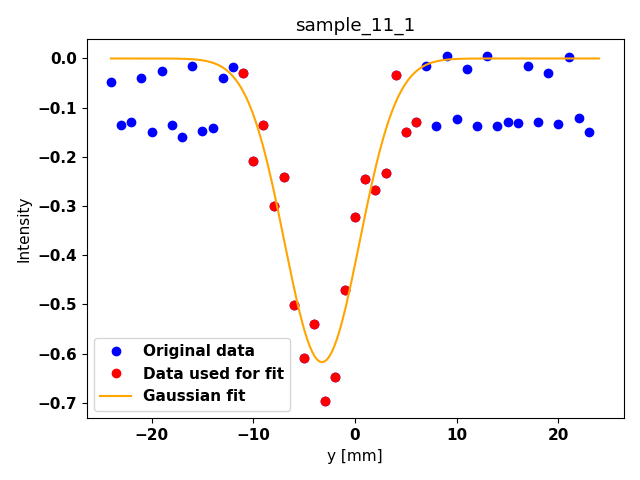 sample_11_1
0.0
−0.1
−0.2
−0.3
−0.4
−0.5
−0.6
−0.7
Intensity
Original data
Data used for fit
Gaussian fit
−20
−10
0
10
20
y [mm]